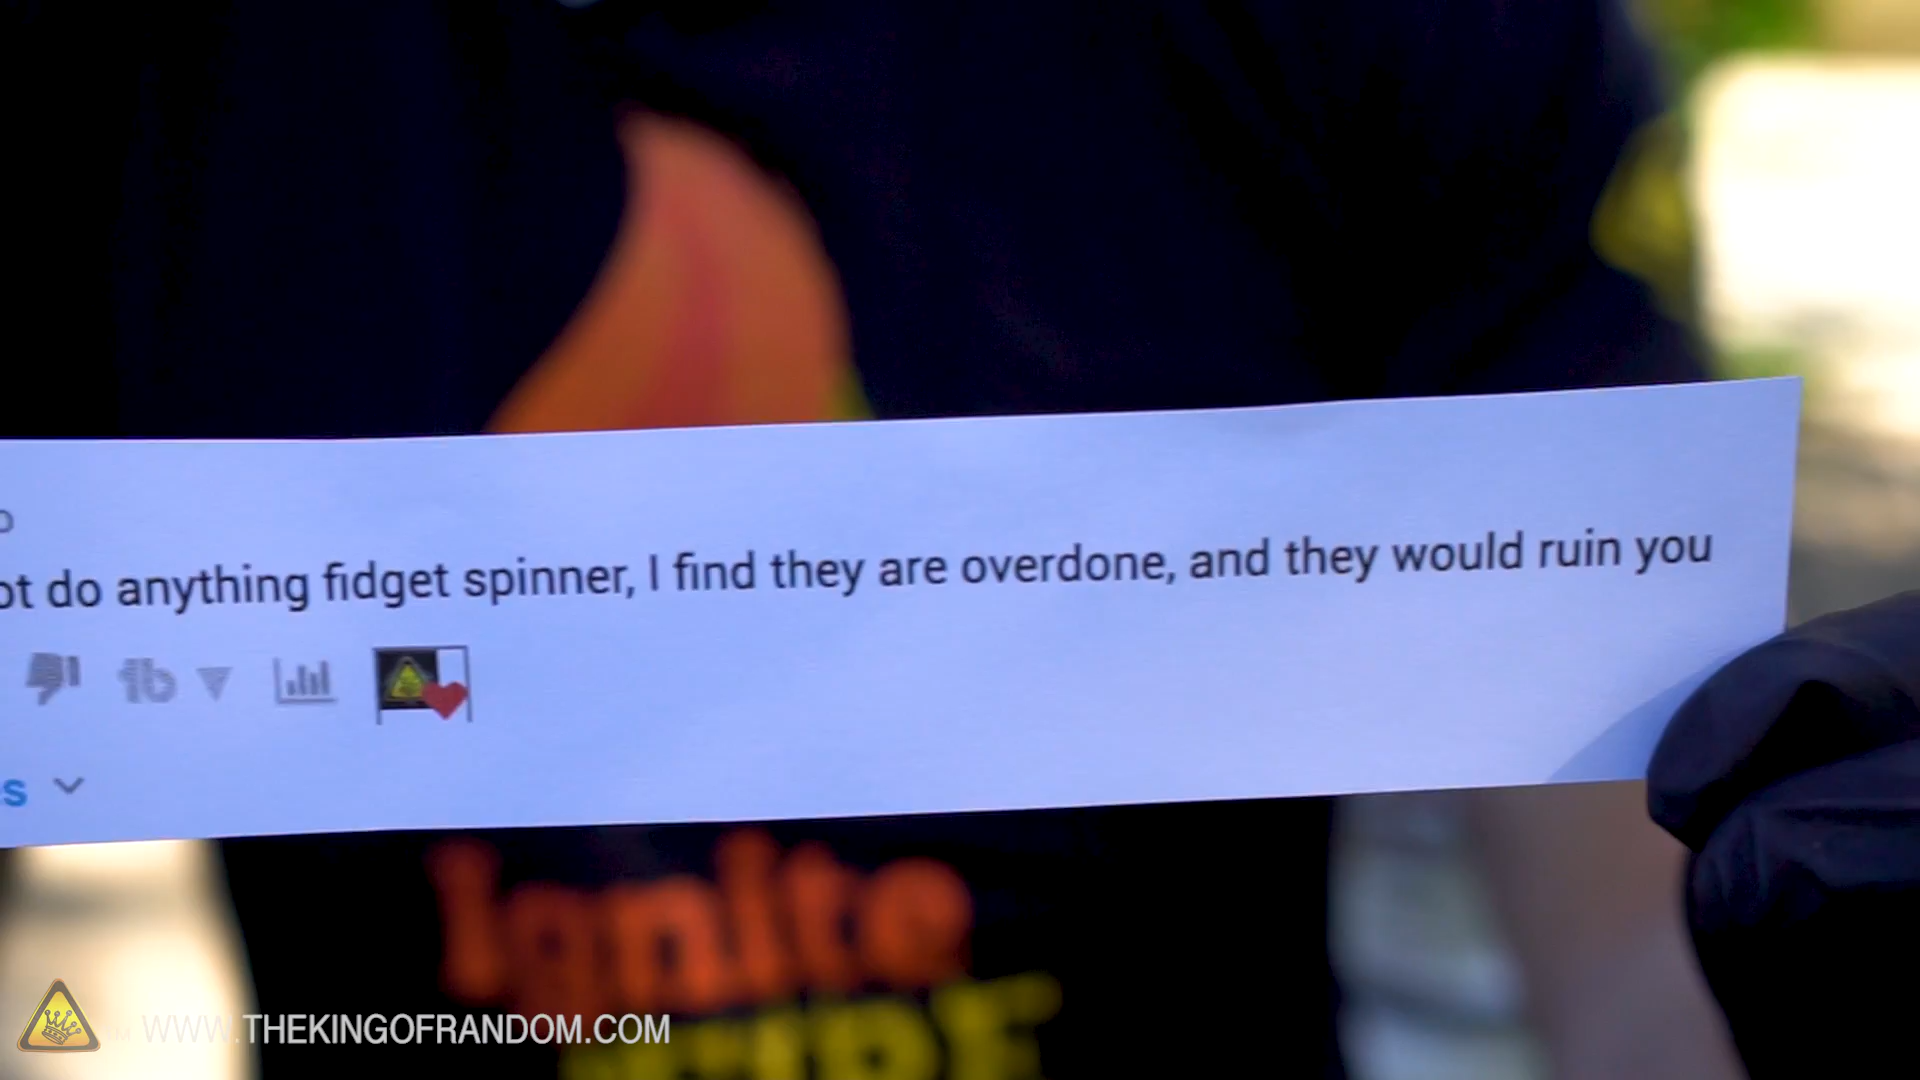 ot do anything fidget spinner, I find they are overdone, and they would ruin you
s
Ignite
WWW.THEKINGOFRANDOM.COM